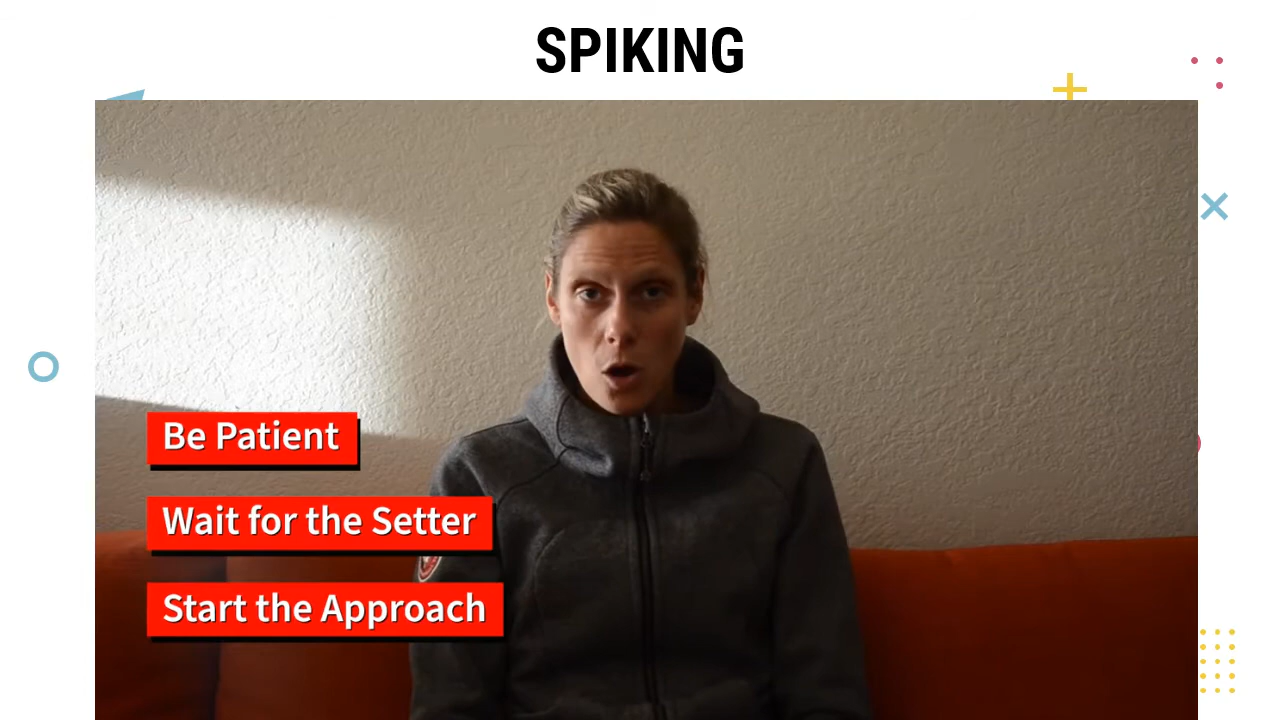 SPIKING
Be Patient
Wait for the Setter
Start the Approach